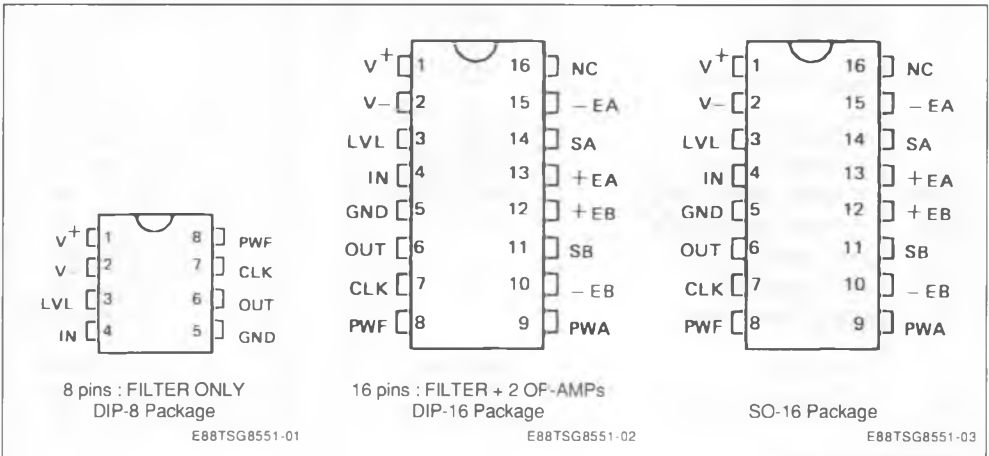 V+ 1 8 PWF
V- 2 7 CLK
LVL 3 6 OUT
IN 4 5 GND
8 pins : FILTER ONLY
DIP-8 Package
E88TSG8551-01
V+ 1 16 NC
V- 2 15 -EA
LVL 3 14 SA
IN 4 13 +EA
GND 5 12 +EB
OUT 6 11 SB
CLK 7 10 -EB
PWF 8 9 PWA
16 pins : FILTER + 2 OP-AMPs
DIP-16 Package
E88TSG8551-02
V+ 1 16 NC
V- 2 15 -EA
LVL 3 14 SA
IN 4 13 +EA
GND 5 12 +EB
OUT 6 11 SB
CLK 7 10 -EB
PWF 8 9 PWA
SO-16 Package
E88TSG8551-03